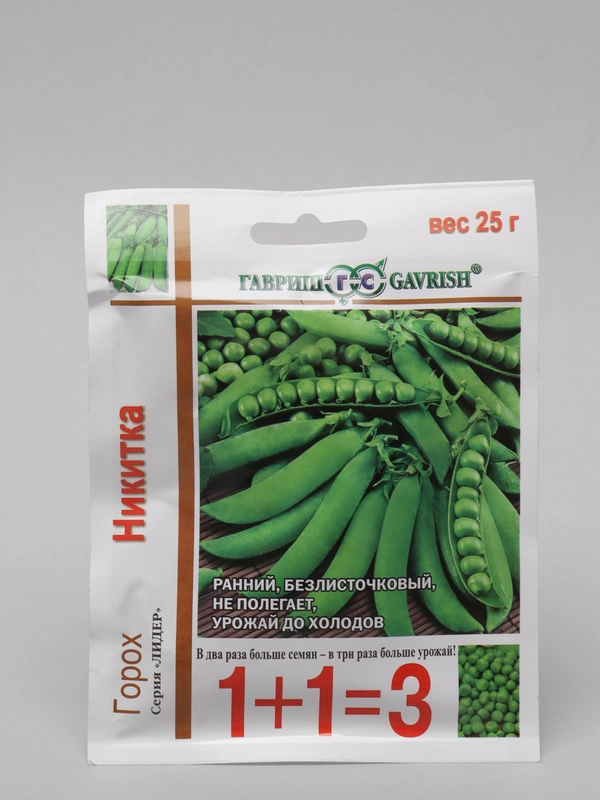 вес 25 г
ГАВРИШ ГС GAVRISH®
Никитка
Горох
Серия «ЛИДЕР»
РАННИЙ, БЕЗЛИСТОЧКОВЫЙ,
НЕ ПОЛЕГАЕТ,
УРОЖАЙ ДО ХОЛОДОВ
В два раза больше семян – в три раза больше урожай!
1+1=3